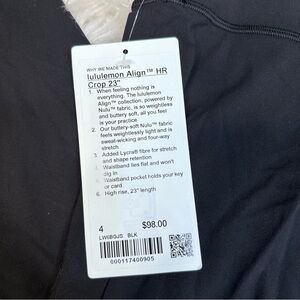 WHY WE MADE THIS
lululemon Align™ HR
Crop 23"
1. When feeling nothing is
everything. The lululemon
Align™ collection, powered by
Nulu™ fabric, is so weightless
and buttery soft, all you feel
is your practice
2. Our buttery-soft Nulu™ fabric
feels weightlessly light and is
sweat-wicking and four-way
stretch
3. Added Lycra® fibre for stretch
and shape retention
Waistband lies flat and won't
dig in
Waistband pocket holds your key
or card
6. High rise, 23" length
4 $98.00
LW6BQJS BLK
000117400905